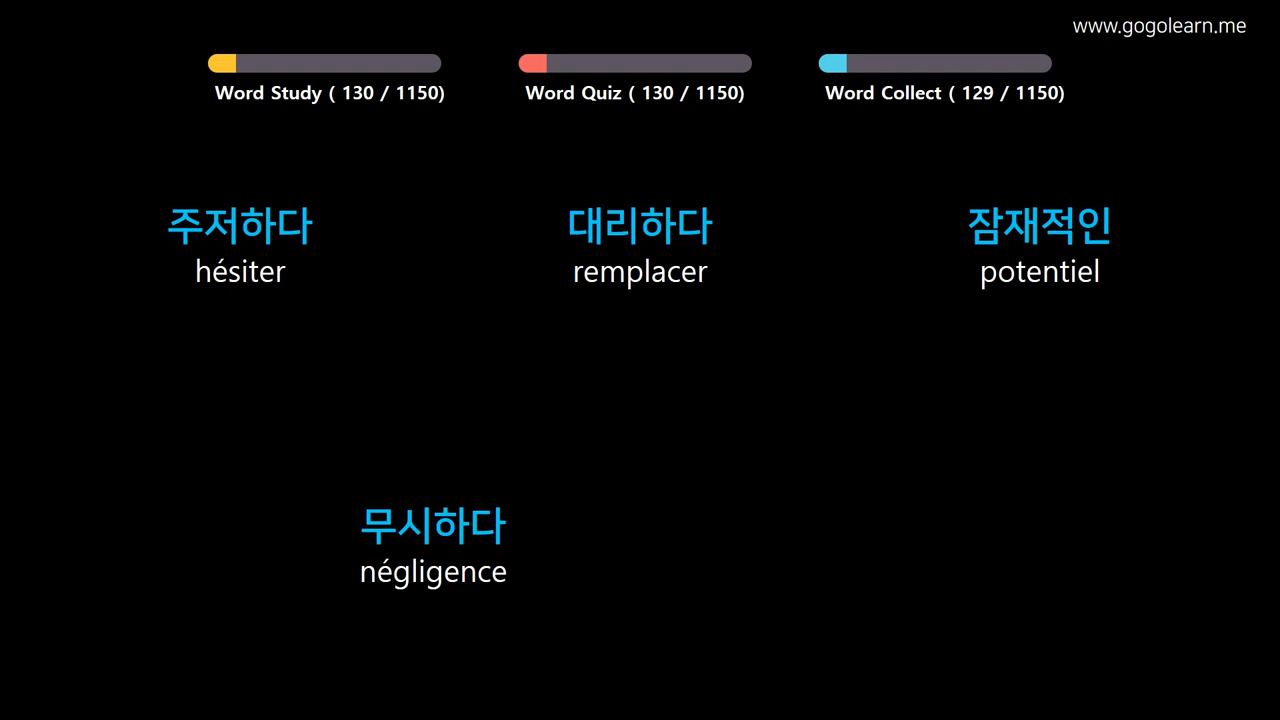 www.gogolearn.me
Word Study ( 130 / 1150)
Word Quiz ( 130 / 1150)
Word Collect ( 129 / 1150)
주저하다
hésiter
대리하다
remplacer
잠재적인
potentiel
무시하다
négligence